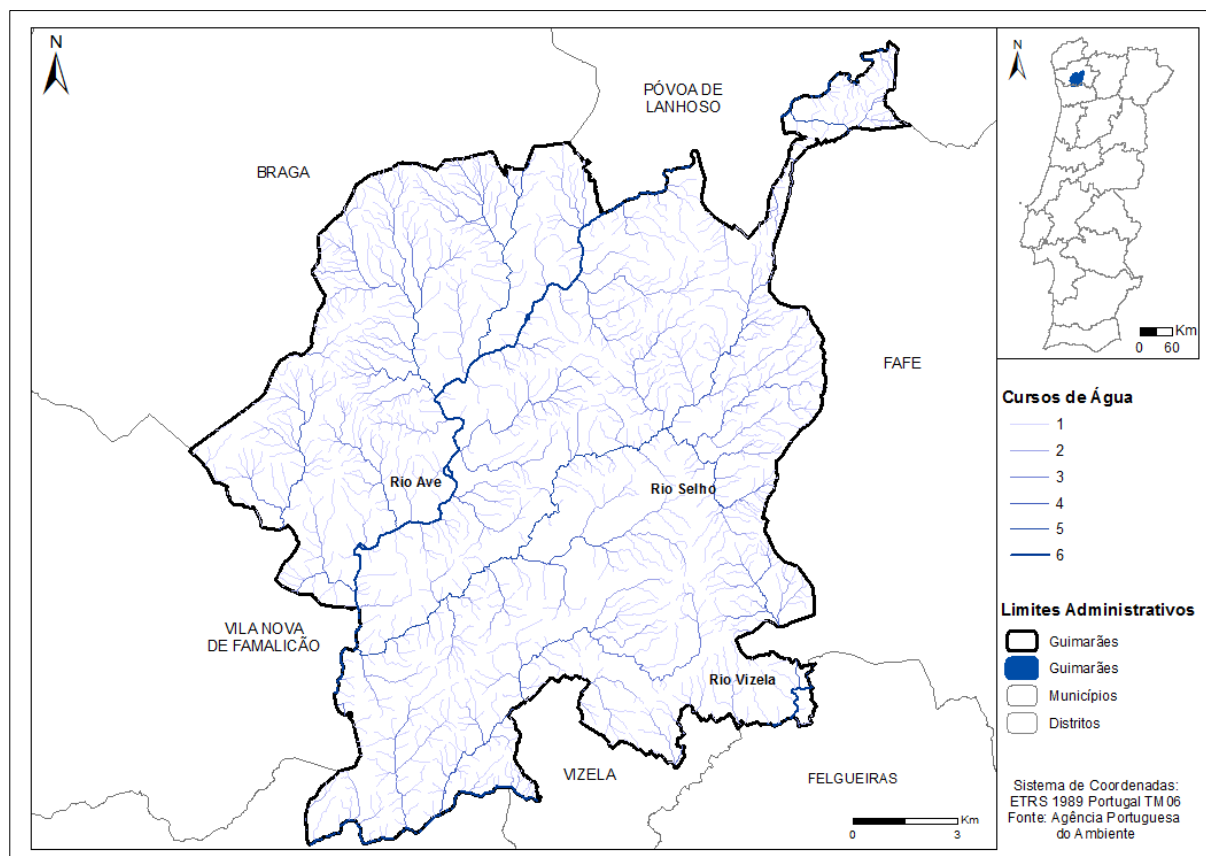 N
PÓVOA DE
LANHOSO
BRAGA
FAFE
Rio Ave
Rio Selho
VILA NOVA
DE FAMALICÃO
Rio Vizela
VIZELA
FELGUEIRAS
Km
0 3
N
Km
0 60
Cursos de Água
1
2
3
4
5
6
Limites Administrativos
Guimarães
Guimarães
Municípios
Distritos
Sistema de Coordenadas:
ETRS 1989 Portugal TM06
Fonte: Agência Portuguesa
do Ambiente